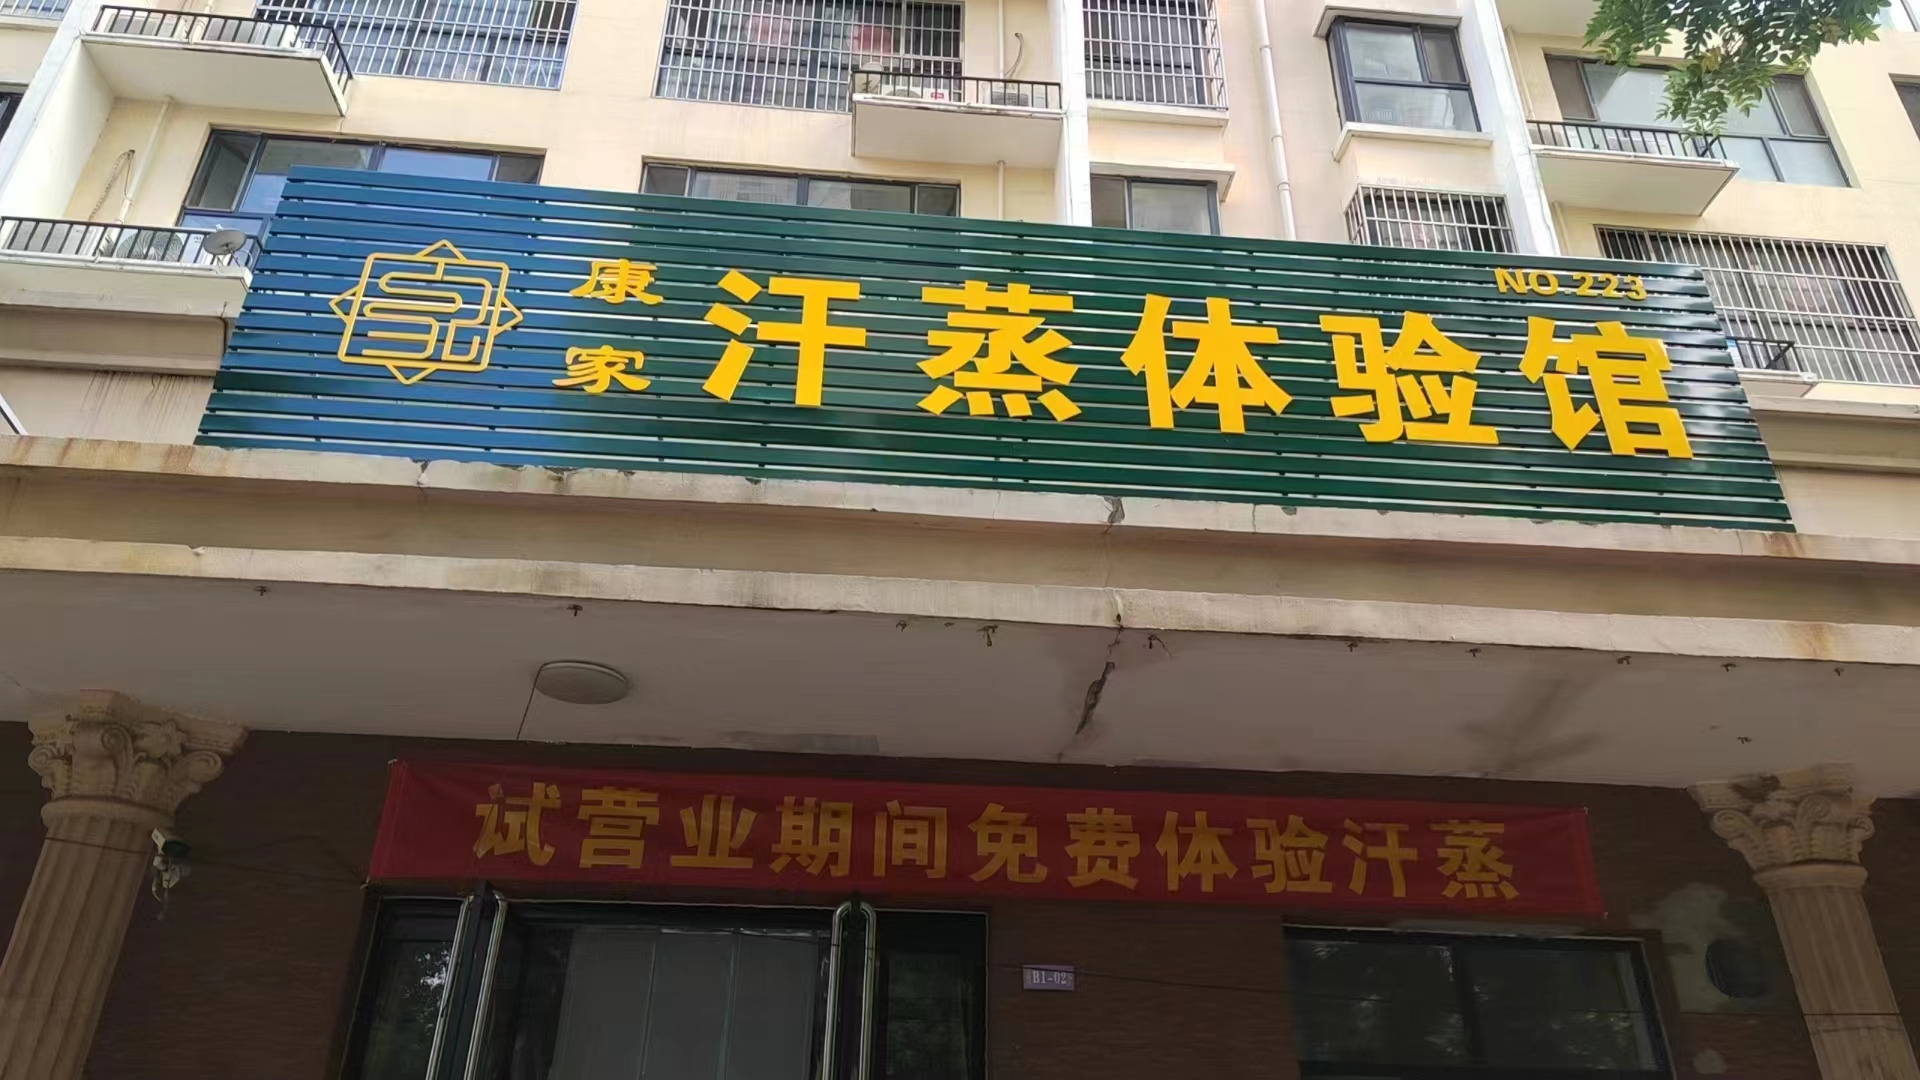 康家
汗蒸体验馆
NO.223
试营业期间免费体验汗蒸
B1-02